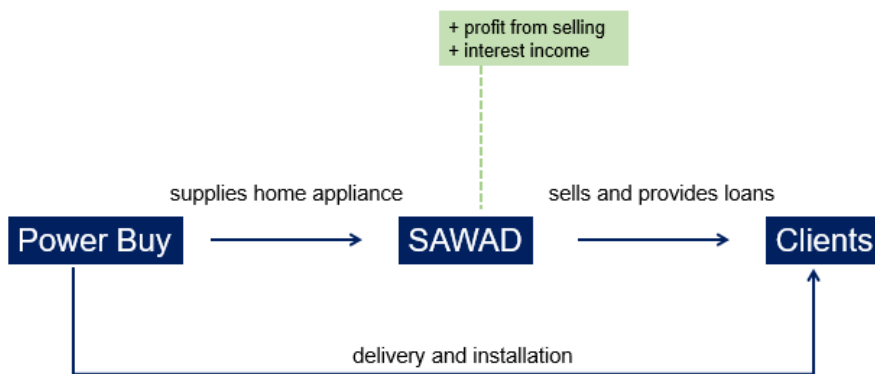 + profit from selling
+ interest income
supplies home appliance
sells and provides loans
Power Buy
SAWAD
Clients
delivery and installation